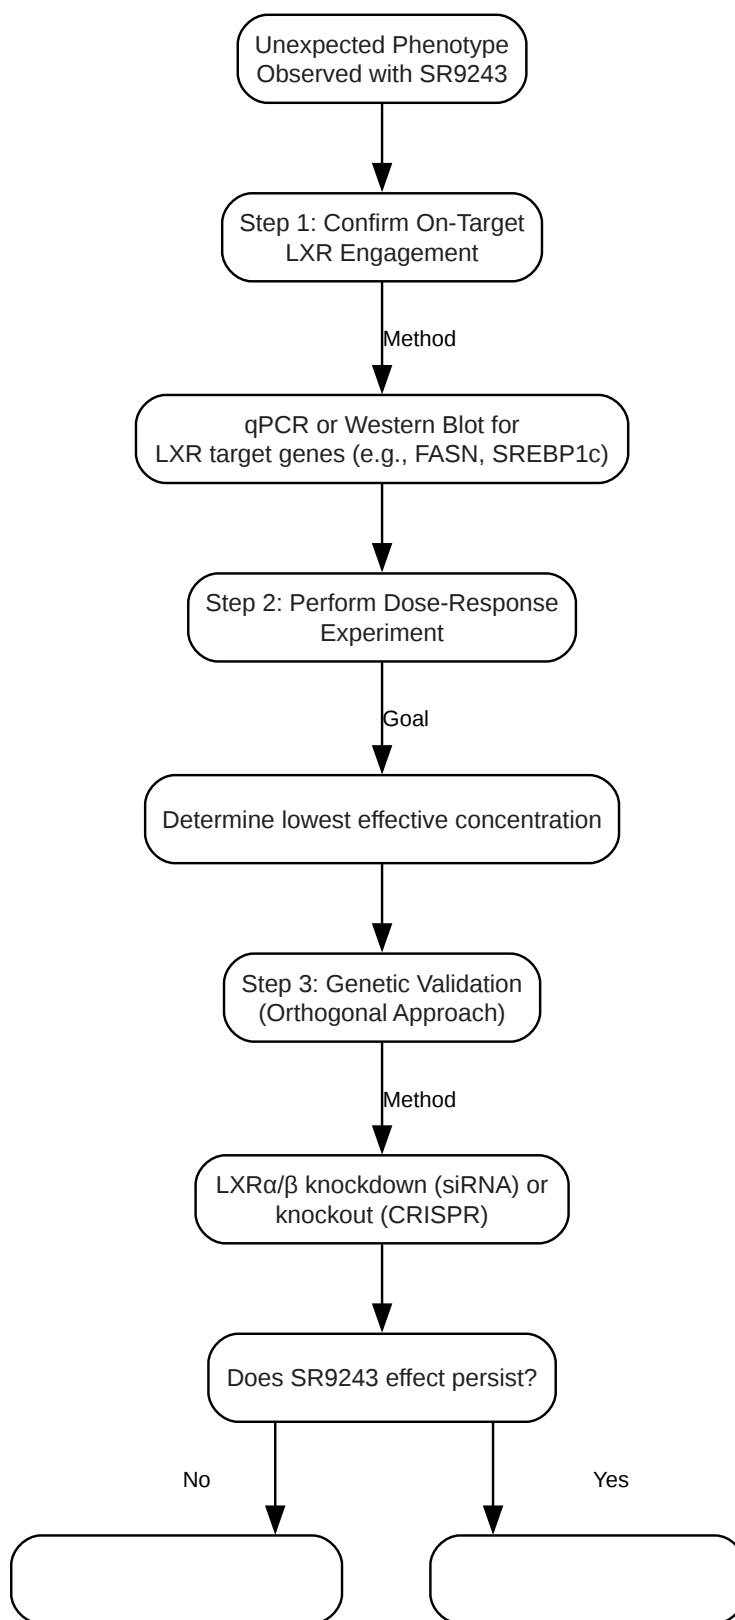 Unexpected Phenotype
Observed with SR9243
Step 1: Confirm On-Target
LXR Engagement
Method
qPCR or Western Blot for
LXR target genes (e.g., FASN, SREBP1c)
Step 2: Perform Dose-Response
Experiment
Goal
Determine lowest effective concentration
Step 3: Genetic Validation
(Orthogonal Approach)
Method
LXRα/β knockdown (siRNA) or
knockout (CRISPR)
Does SR9243 effect persist?
No
Yes